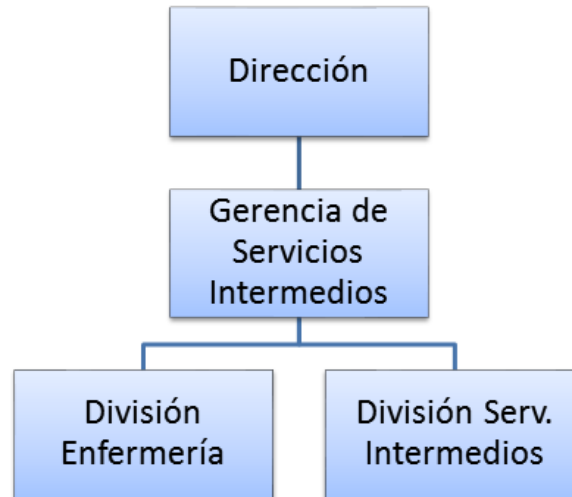 Dirección
Gerencia de
Servicios
Intermedios
División
Enfermería
División Serv.
Intermedios